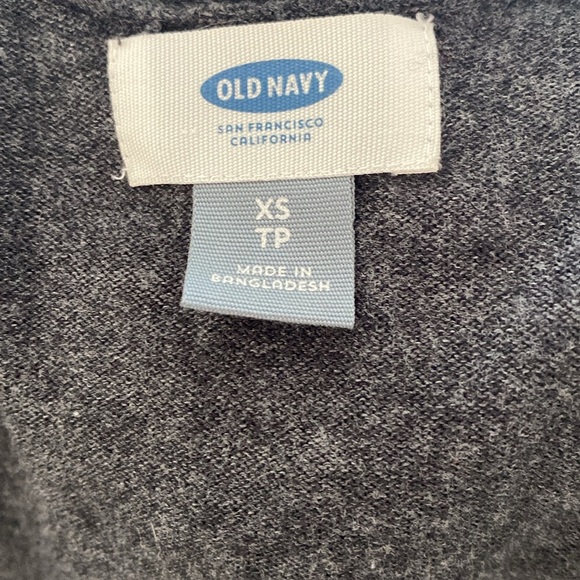 OLD NAVY
SAN FRANCISCO
CALIFORNIA
XS
TP
MADE IN
BANGLADESH